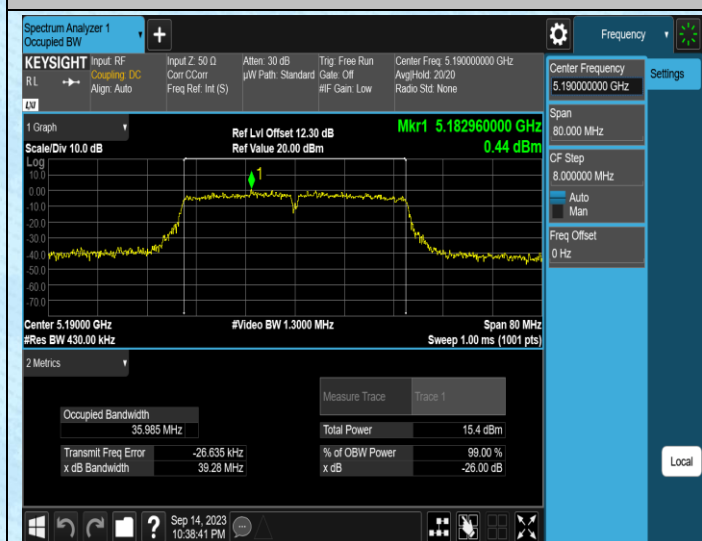 Spectrum Analyzer 1
Occupied BW
Frequency
KEYSIGHT
R L
LXI
Input: RF
Coupling: DC
Align: Auto
Input Z: 50 Ω
Corr CCorr
Freq Ref: Int (S)
Atten: 30 dB
µW Path: Standard
Trig: Free Run
Gate: Off
#IF Gain: Low
Center Freq: 5.190000000 GHz
Avg|Hold: 20/20
Radio Std: None
Center Frequency
5.190000000 GHz
Settings
Span
80.000 MHz
CF Step
8.000000 MHz
Auto
Man
Freq Offset
0 Hz
1 Graph
Scale/Div 10.0 dB
Ref Lvl Offset 12.30 dB
Ref Value 20.00 dBm
Mkr1 5.182960000 GHz
0.44 dBm
Log
10.0
0.00
-10.0
-20.0
-30.0
-40.0
-50.0
-60.0
-70.0
1
Center 5.19000 GHz
#Res BW 430.00 kHz
#Video BW 1.3000 MHz
Span 80 MHz
Sweep 1.00 ms (1001 pts)
2 Metrics
Measure Trace
Trace 1
Occupied Bandwidth
35.985 MHz
Total Power
15.4 dBm
Transmit Freq Error
-26.635 kHz
% of OBW Power
99.00 %
x dB Bandwidth
39.28 MHz
x dB
-26.00 dB
Local
?
Sep 14, 2023
10:38:41 PM